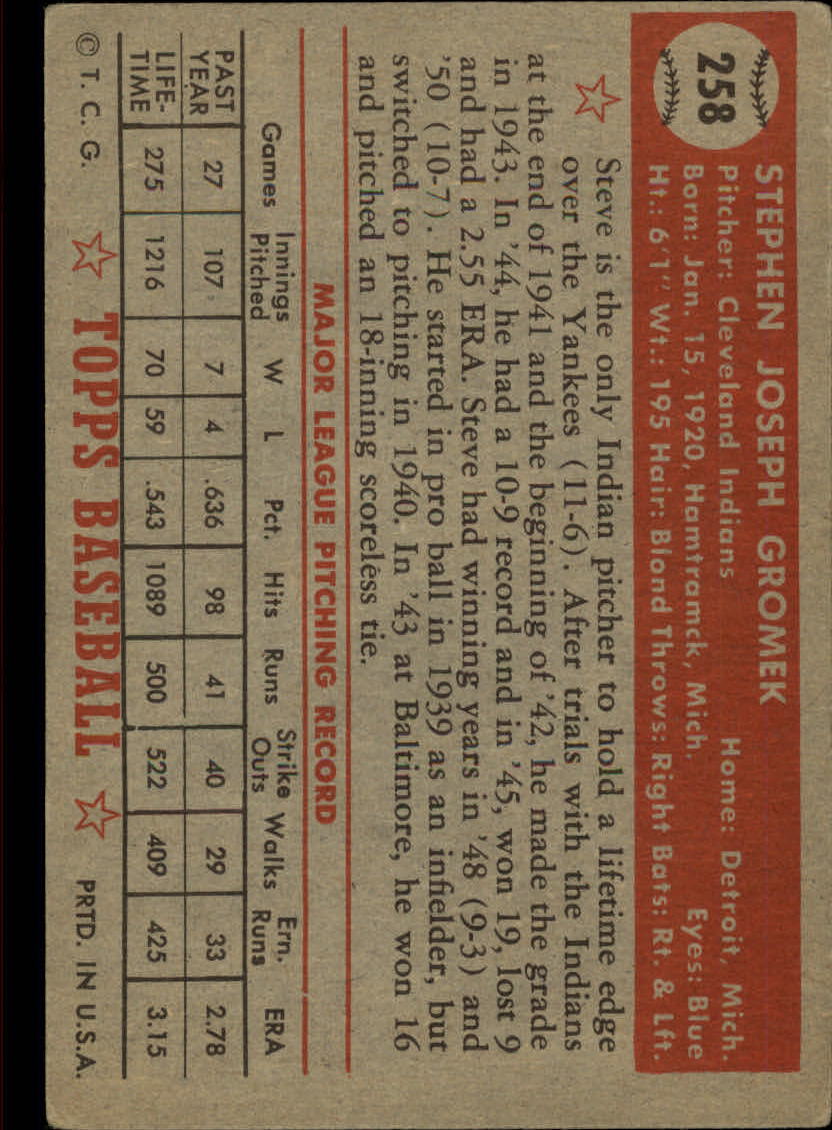 258
STEPHEN JOSEPH GROMEK
Pitcher: Cleveland Indians Home: Detroit, Mich.
Born: Jan. 15, 1920, Hamtramck, Mich. Eyes: Blue
Ht.: 6'1" Wt.: 195 Hair: Blond Throws: Right Bats: Rt. & Lft.
Steve is the only Indian pitcher to hold a lifetime edge
over the Yankees (11-6). After trials with the Indians
at the end of 1941 and the beginning of '42, he made the grade
in 1943. In '44, he had a 10-9 record and in '45, won 19, lost 9
and had a 2.55 ERA. Steve had winning years in '48 (9-3) and
'50 (10-7). He started in pro ball in 1939 as an infielder, but
switched to pitching in 1940. In '43 at Baltimore, he won 16
and pitched an 18-inning scoreless tie.
MAJOR LEAGUE PITCHING RECORD
Games Innings Pitched W L Pct. Hits Runs Strike Outs Walks Ern. Runs ERA
PAST YEAR 27 107 7 4 .636 98 41 40 29 33 2.78
LIFE-TIME 275 1216 70 59 .543 1089 500 522 409 425 3.15
© T. C. G. TOPPS BASEBALL PRTD. IN U.S.A.